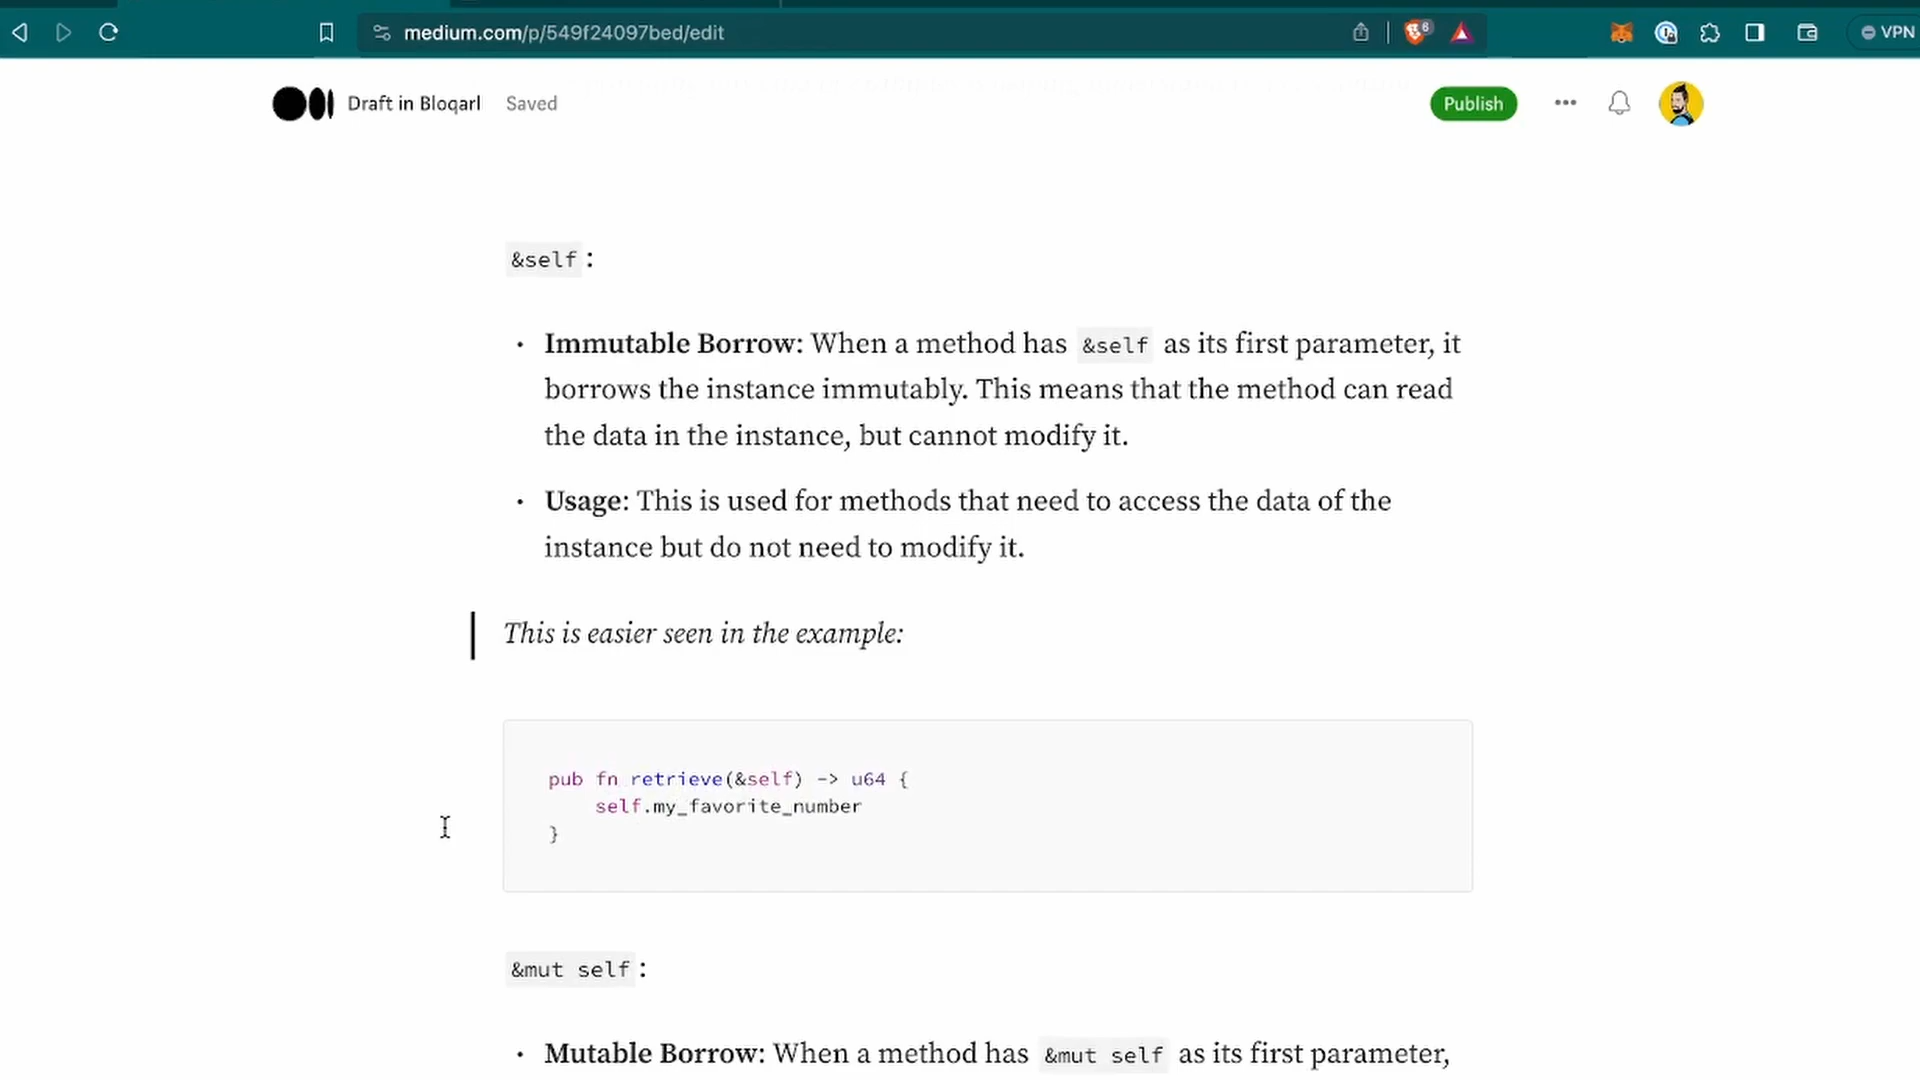 medium.com/p/549f24097bed/edit
6
VPN
Draft in Bloqarl Saved
Publish
&self:
• Immutable Borrow: When a method has &self as its first parameter, it
borrows the instance immutably. This means that the method can read
the data in the instance, but cannot modify it.
• Usage: This is used for methods that need to access the data of the
instance but do not need to modify it.
This is easier seen in the example:
pub fn retrieve(&self) -> u64 {
self.my_favorite_number
}
&mut self:
• Mutable Borrow: When a method has &mut self as its first parameter,